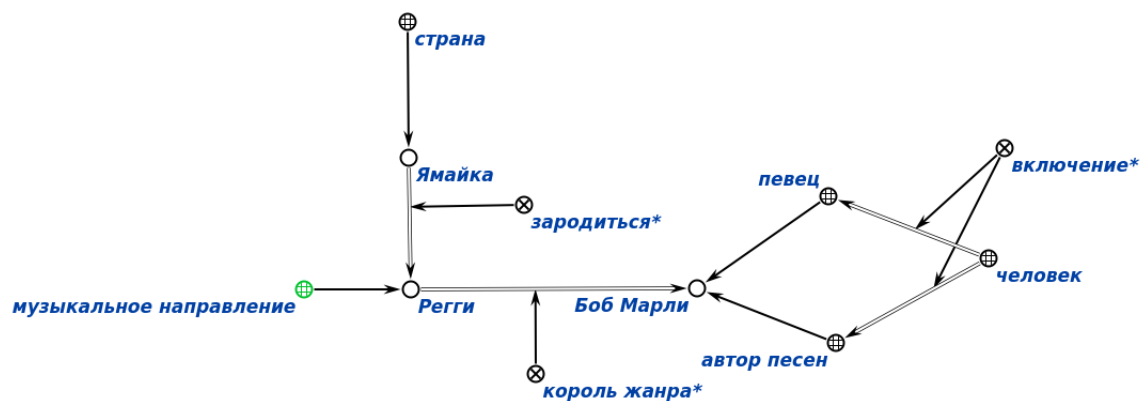 страна
Ямайка
включение*
певец
зародиться*
человек
музыкальное направление
Регги
Боб Марли
автор песен
король жанра*